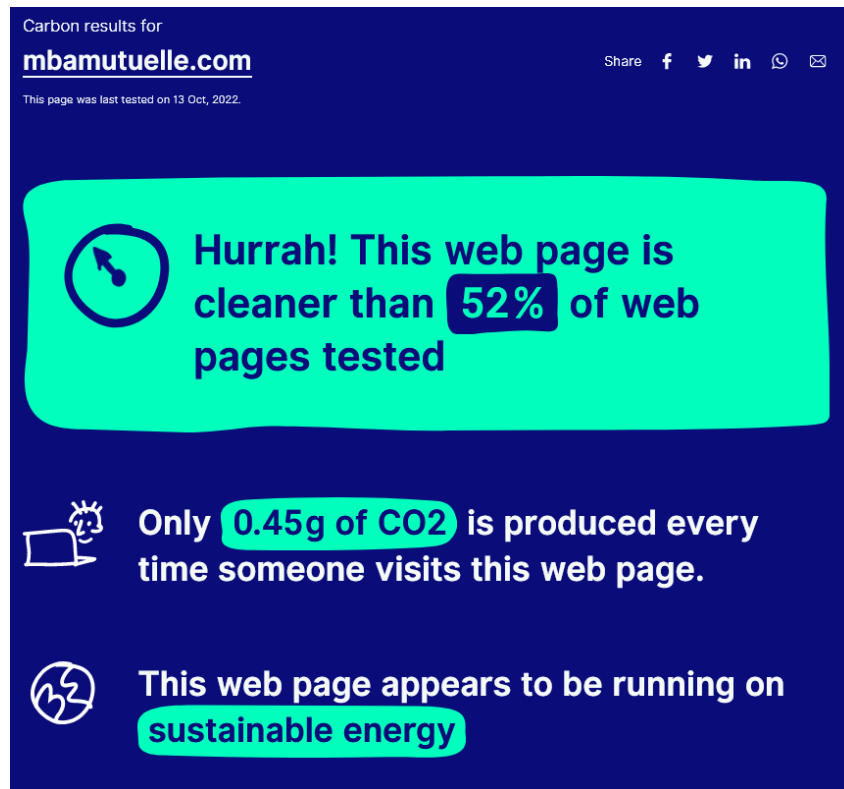 Carbon results for
mbamutuelle.com
Share
This page was last tested on 13 Oct, 2022.
Hurrah! This web page is
cleaner than 52% of web
pages tested
Only 0.45g of CO2 is produced every
time someone visits this web page.
This web page appears to be running on
sustainable energy